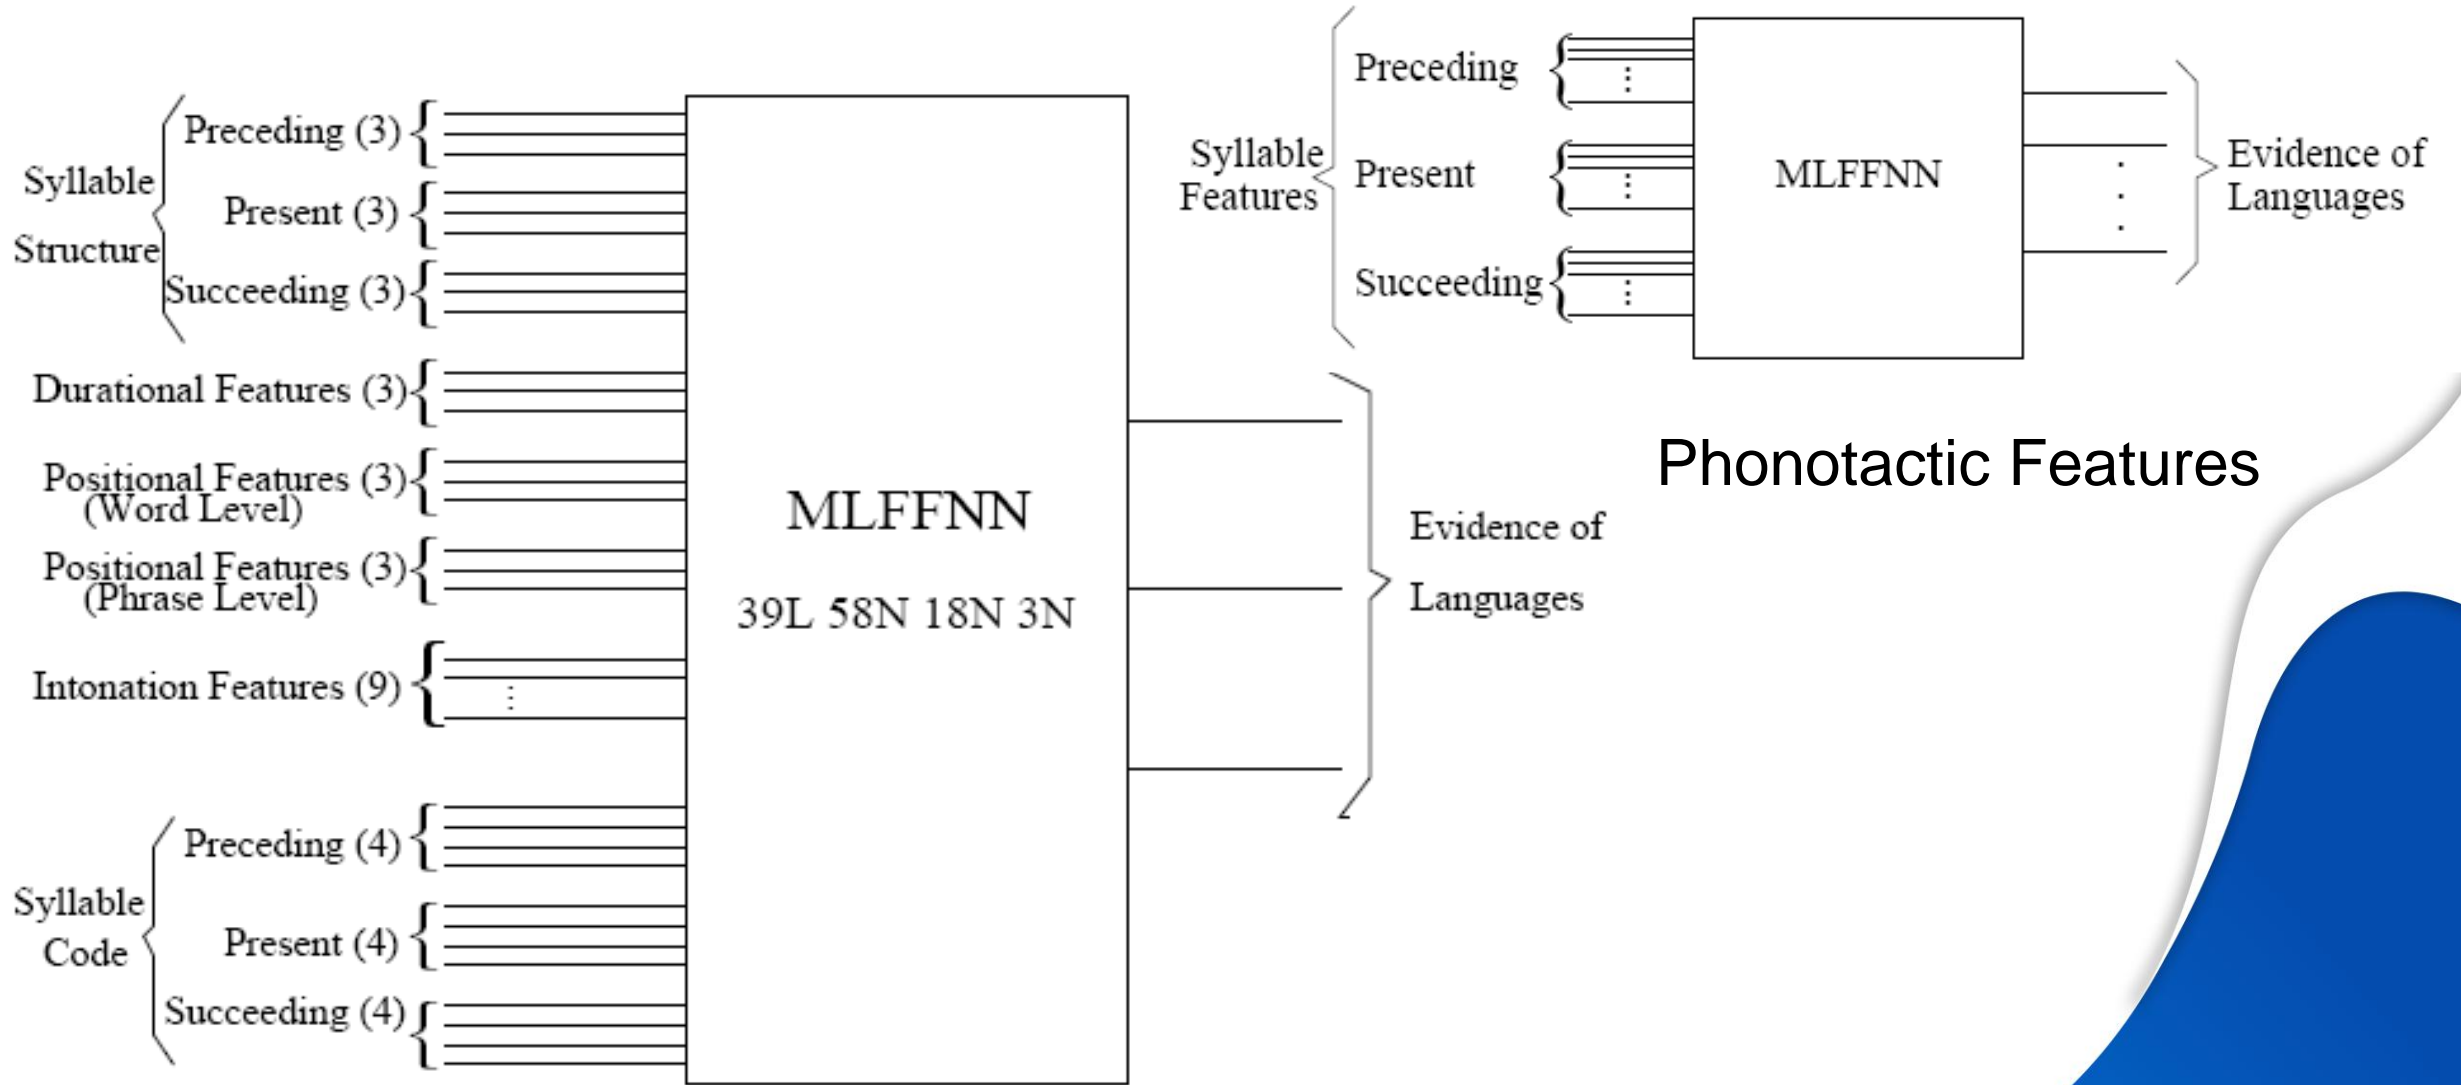 Syllable
Structure
Preceding (3)
Present (3)
Succeeding (3)
Durational Features (3)
Positional Features (3)
(Word Level)
Positional Features (3)
(Phrase Level)
Intonation Features (9)
Syllable
Code
Preceding (4)
Present (4)
Succeeding (4)
MLFFNN
39L 58N 18N 3N
Evidence of
Languages
Syllable
Features
Preceding
Present
Succeeding
MLFFNN
Evidence of
Languages
Phonotactic Features